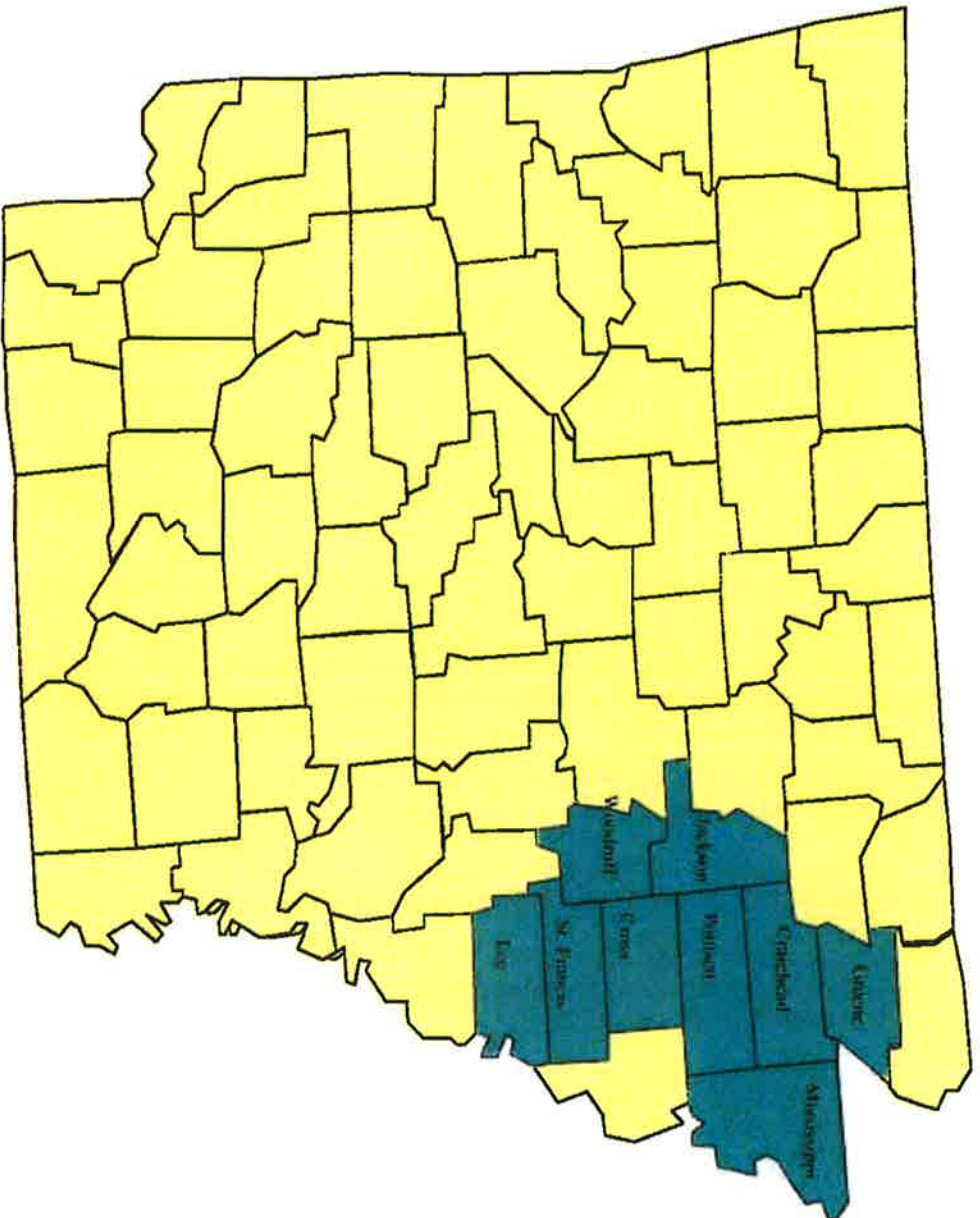 Greene
Craighead
Mississippi
Jackson
Poinsett
Woodruff
Cross
St. Francis
Lee